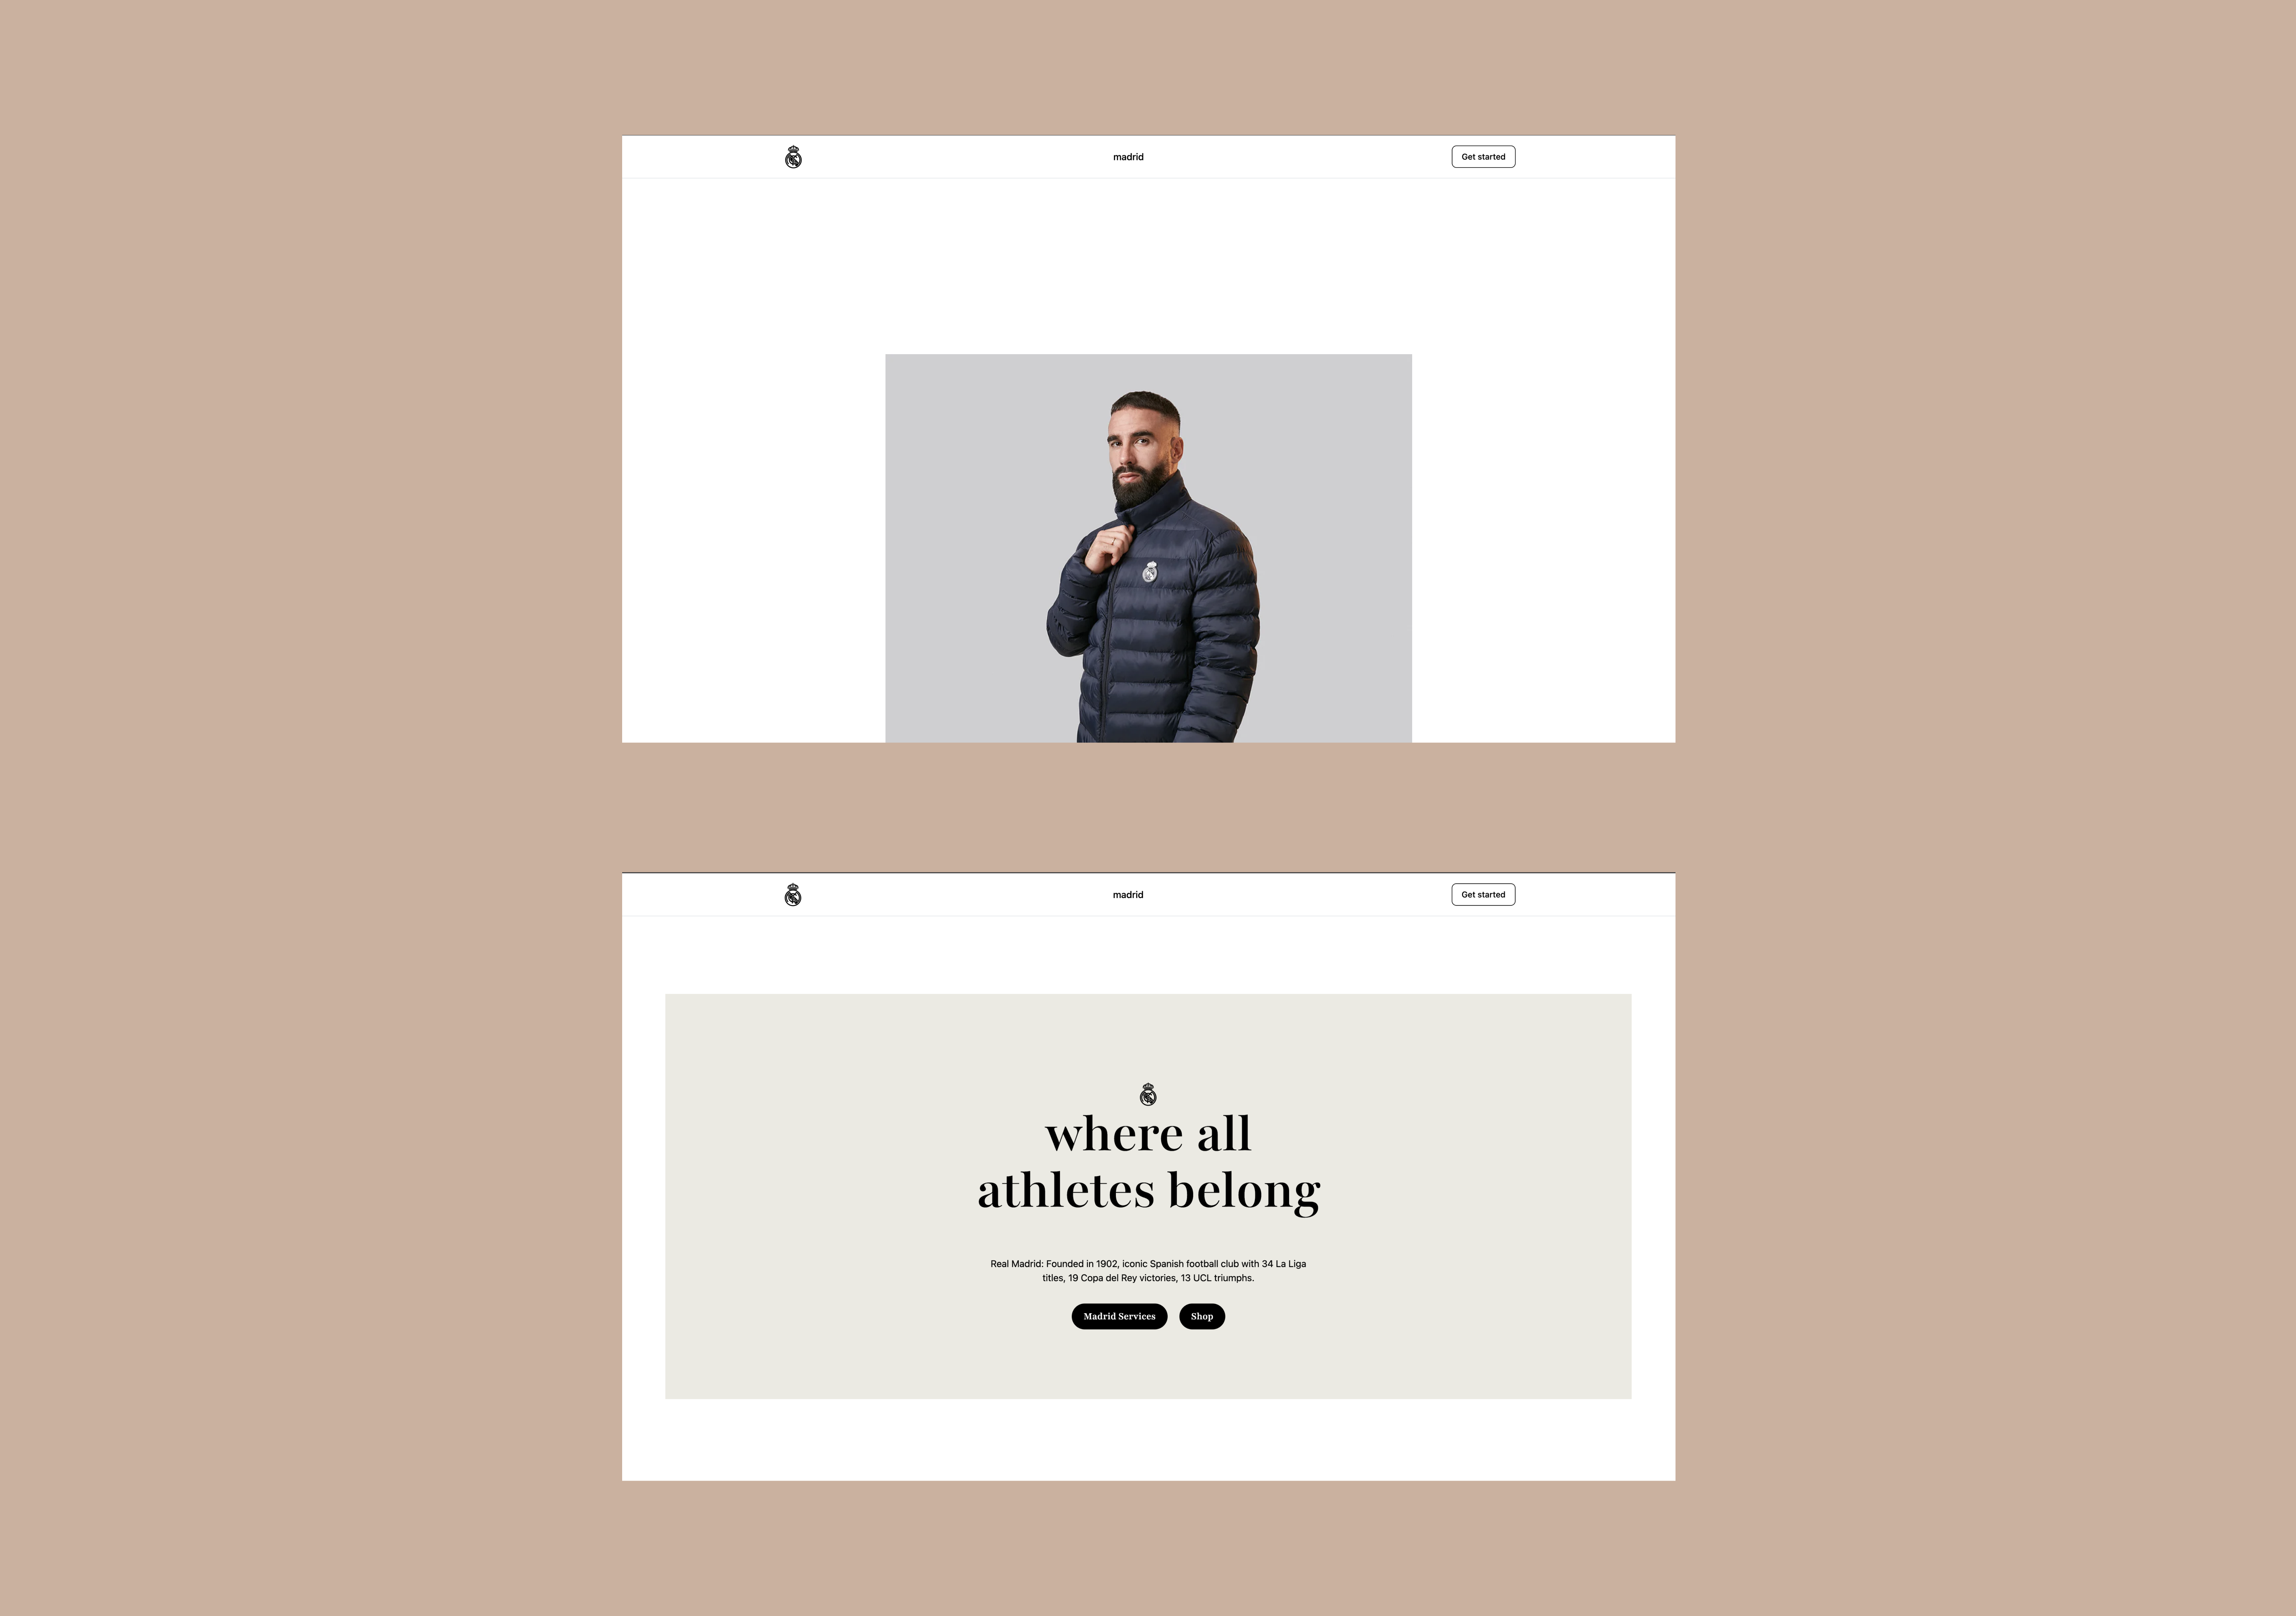 madrid
Get started
madrid
Get started
where all
athletes belong
Real Madrid: Founded in 1902, iconic Spanish football club with 34 La Liga
titles, 19 Copa del Rey victories, 13 UCL triumphs.
Madrid Services
Shop